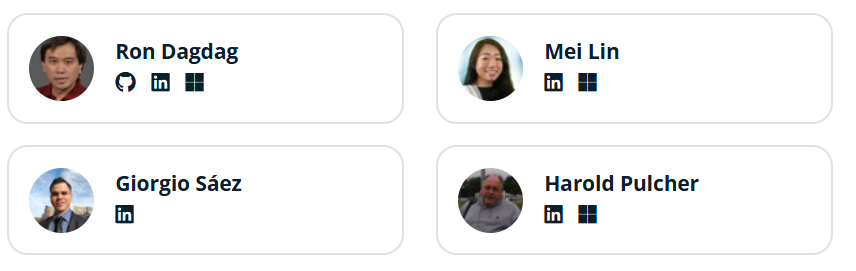 Ron Dagdag
Mei Lin
Giorgio Sáez
Harold Pulcher